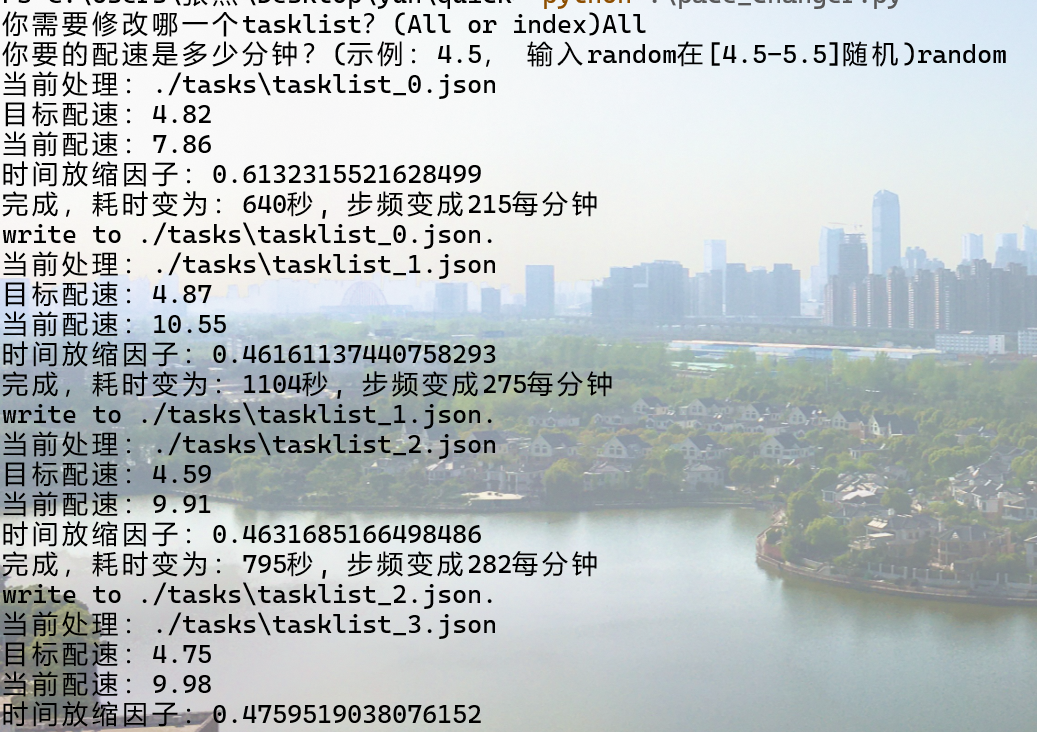 python .\pace_changer.py
你需要修改哪一个tasklist？(All or index)All
你要的配速是多少分钟？(示例：4.5， 输入random在[4.5-5.5]随机)random
当前处理：./tasks\tasklist_0.json
目标配速：4.82
当前配速：7.86
时间放缩因子：0.6132315521628499
完成，耗时变为：640秒，步频变成215每分钟
write to ./tasks\tasklist_0.json.
当前处理：./tasks\tasklist_1.json
目标配速：4.87
当前配速：10.55
时间放缩因子：0.46161137440758293
完成，耗时变为：1104秒，步频变成275每分钟
write to ./tasks\tasklist_1.json.
当前处理：./tasks\tasklist_2.json
目标配速：4.59
当前配速：9.91
时间放缩因子：0.4631685166498486
完成，耗时变为：795秒，步频变成282每分钟
write to ./tasks\tasklist_2.json.
当前处理：./tasks\tasklist_3.json
目标配速：4.75
当前配速：9.98
时间放缩因子：0.4759519038076152